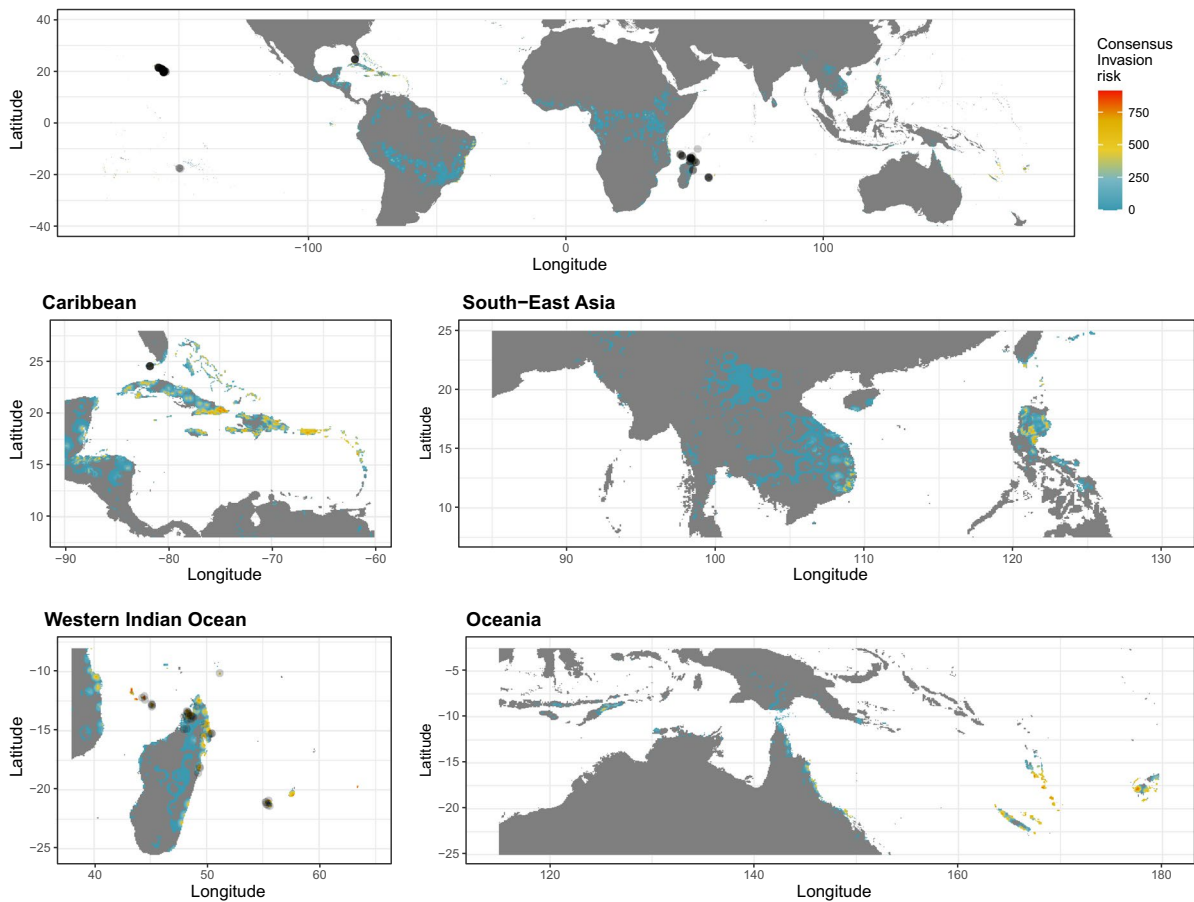 40
20
0
−20
−40
Latitude
−100
0
100
Longitude
Consensus
Invasion
risk
750
500
250
0
Caribbean
25
20
15
10
Latitude
−90
−80
−70
−60
Longitude
South−East Asia
25
20
15
10
Latitude
90
100
110
120
130
Longitude
Western Indian Ocean
−10
−15
−20
−25
Latitude
40
50
60
Longitude
Oceania
−5
−10
−15
−20
−25
Latitude
120
140
160
180
Longitude